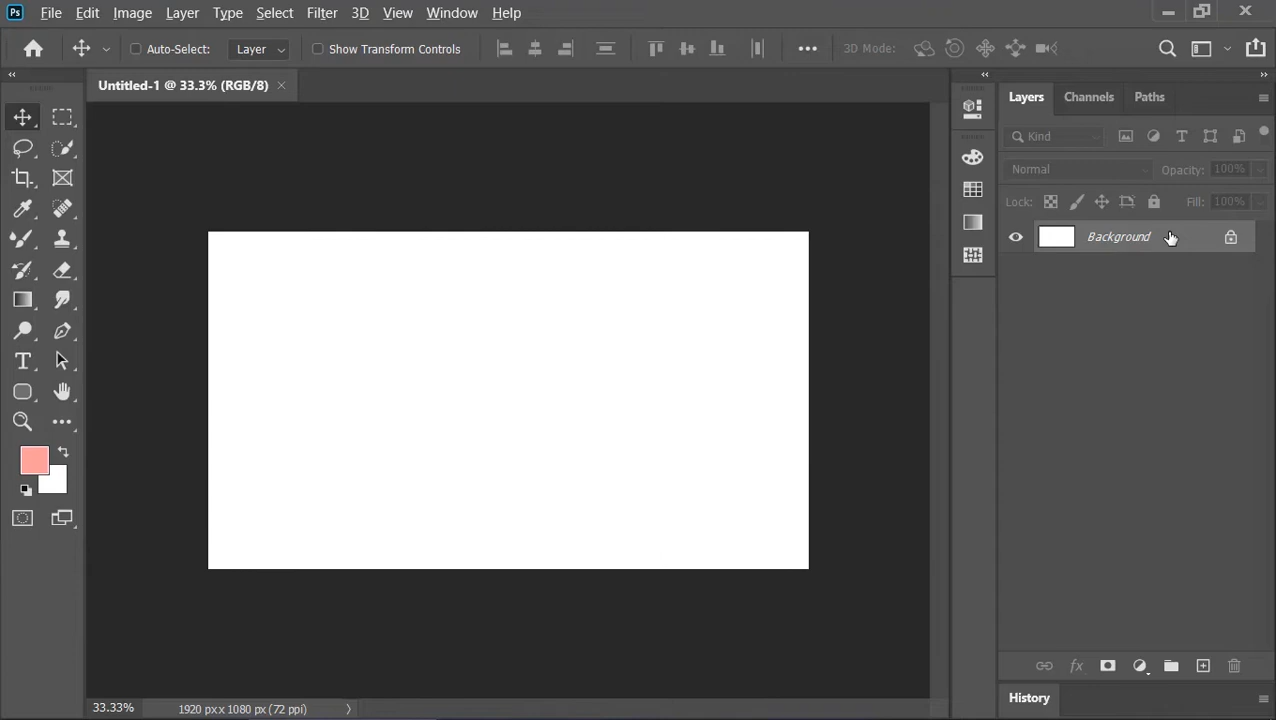 Ps File Edit Image Layer Type Select Filter 3D View Window Help
Auto-Select: Layer Show Transform Controls 3D Mode:
Untitled-1 @ 33.3% (RGB/8)
Layers Channels Paths
Kind
Normal Opacity: 100%
Lock: Fill: 100%
Background
33.33% 1920 px x 1080 px (72 ppi)
History